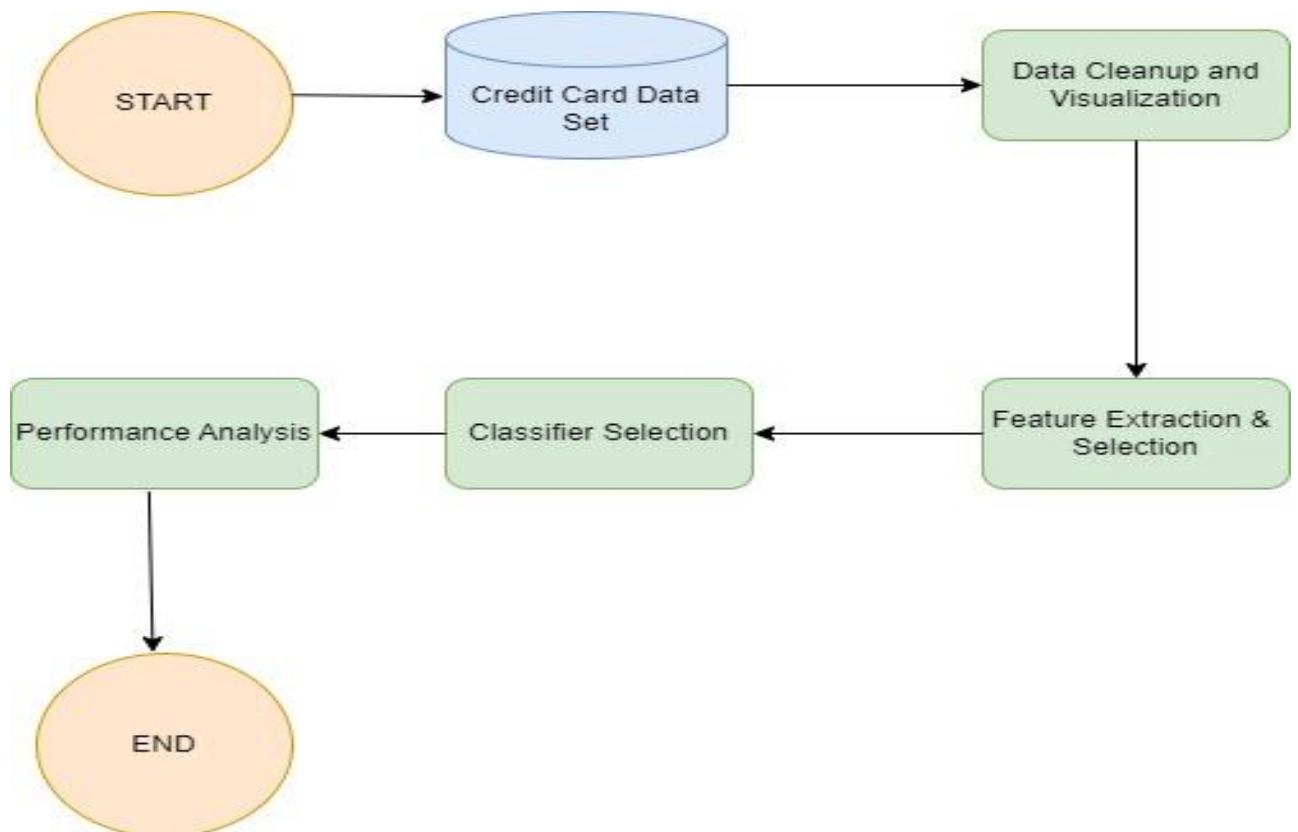 START
Credit Card Data
Set
Data Cleanup and
Visualization
Feature Extraction &
Selection
Classifier Selection
Performance Analysis
END